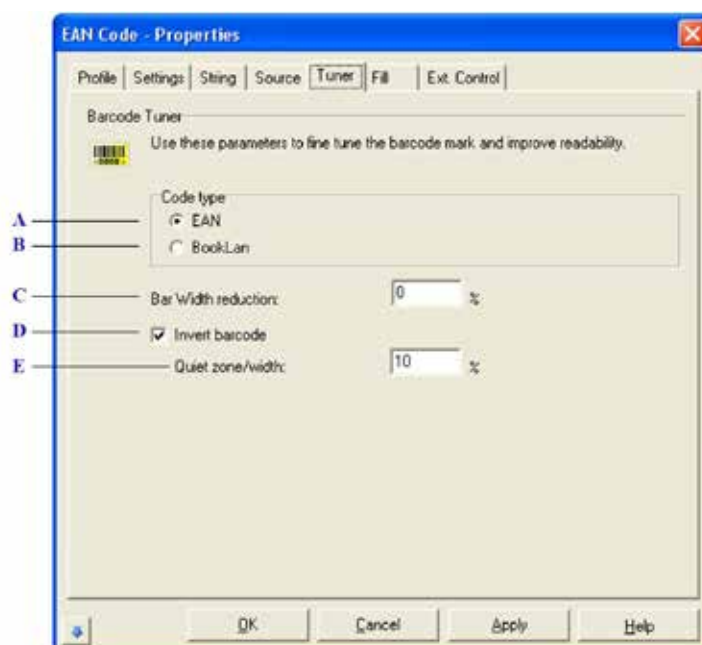 EAN Code - Properties
Profile Settings String Source Tuner Fill Ext. Control
Barcode Tuner
Use these parameters to fine tune the barcode mark and improve readability.
Code type
A EAN
B BookLan
C Bar Width reduction: 0 %
D Invert barcode
E Quiet zone/width: 10 %
OK Cancel Apply Help